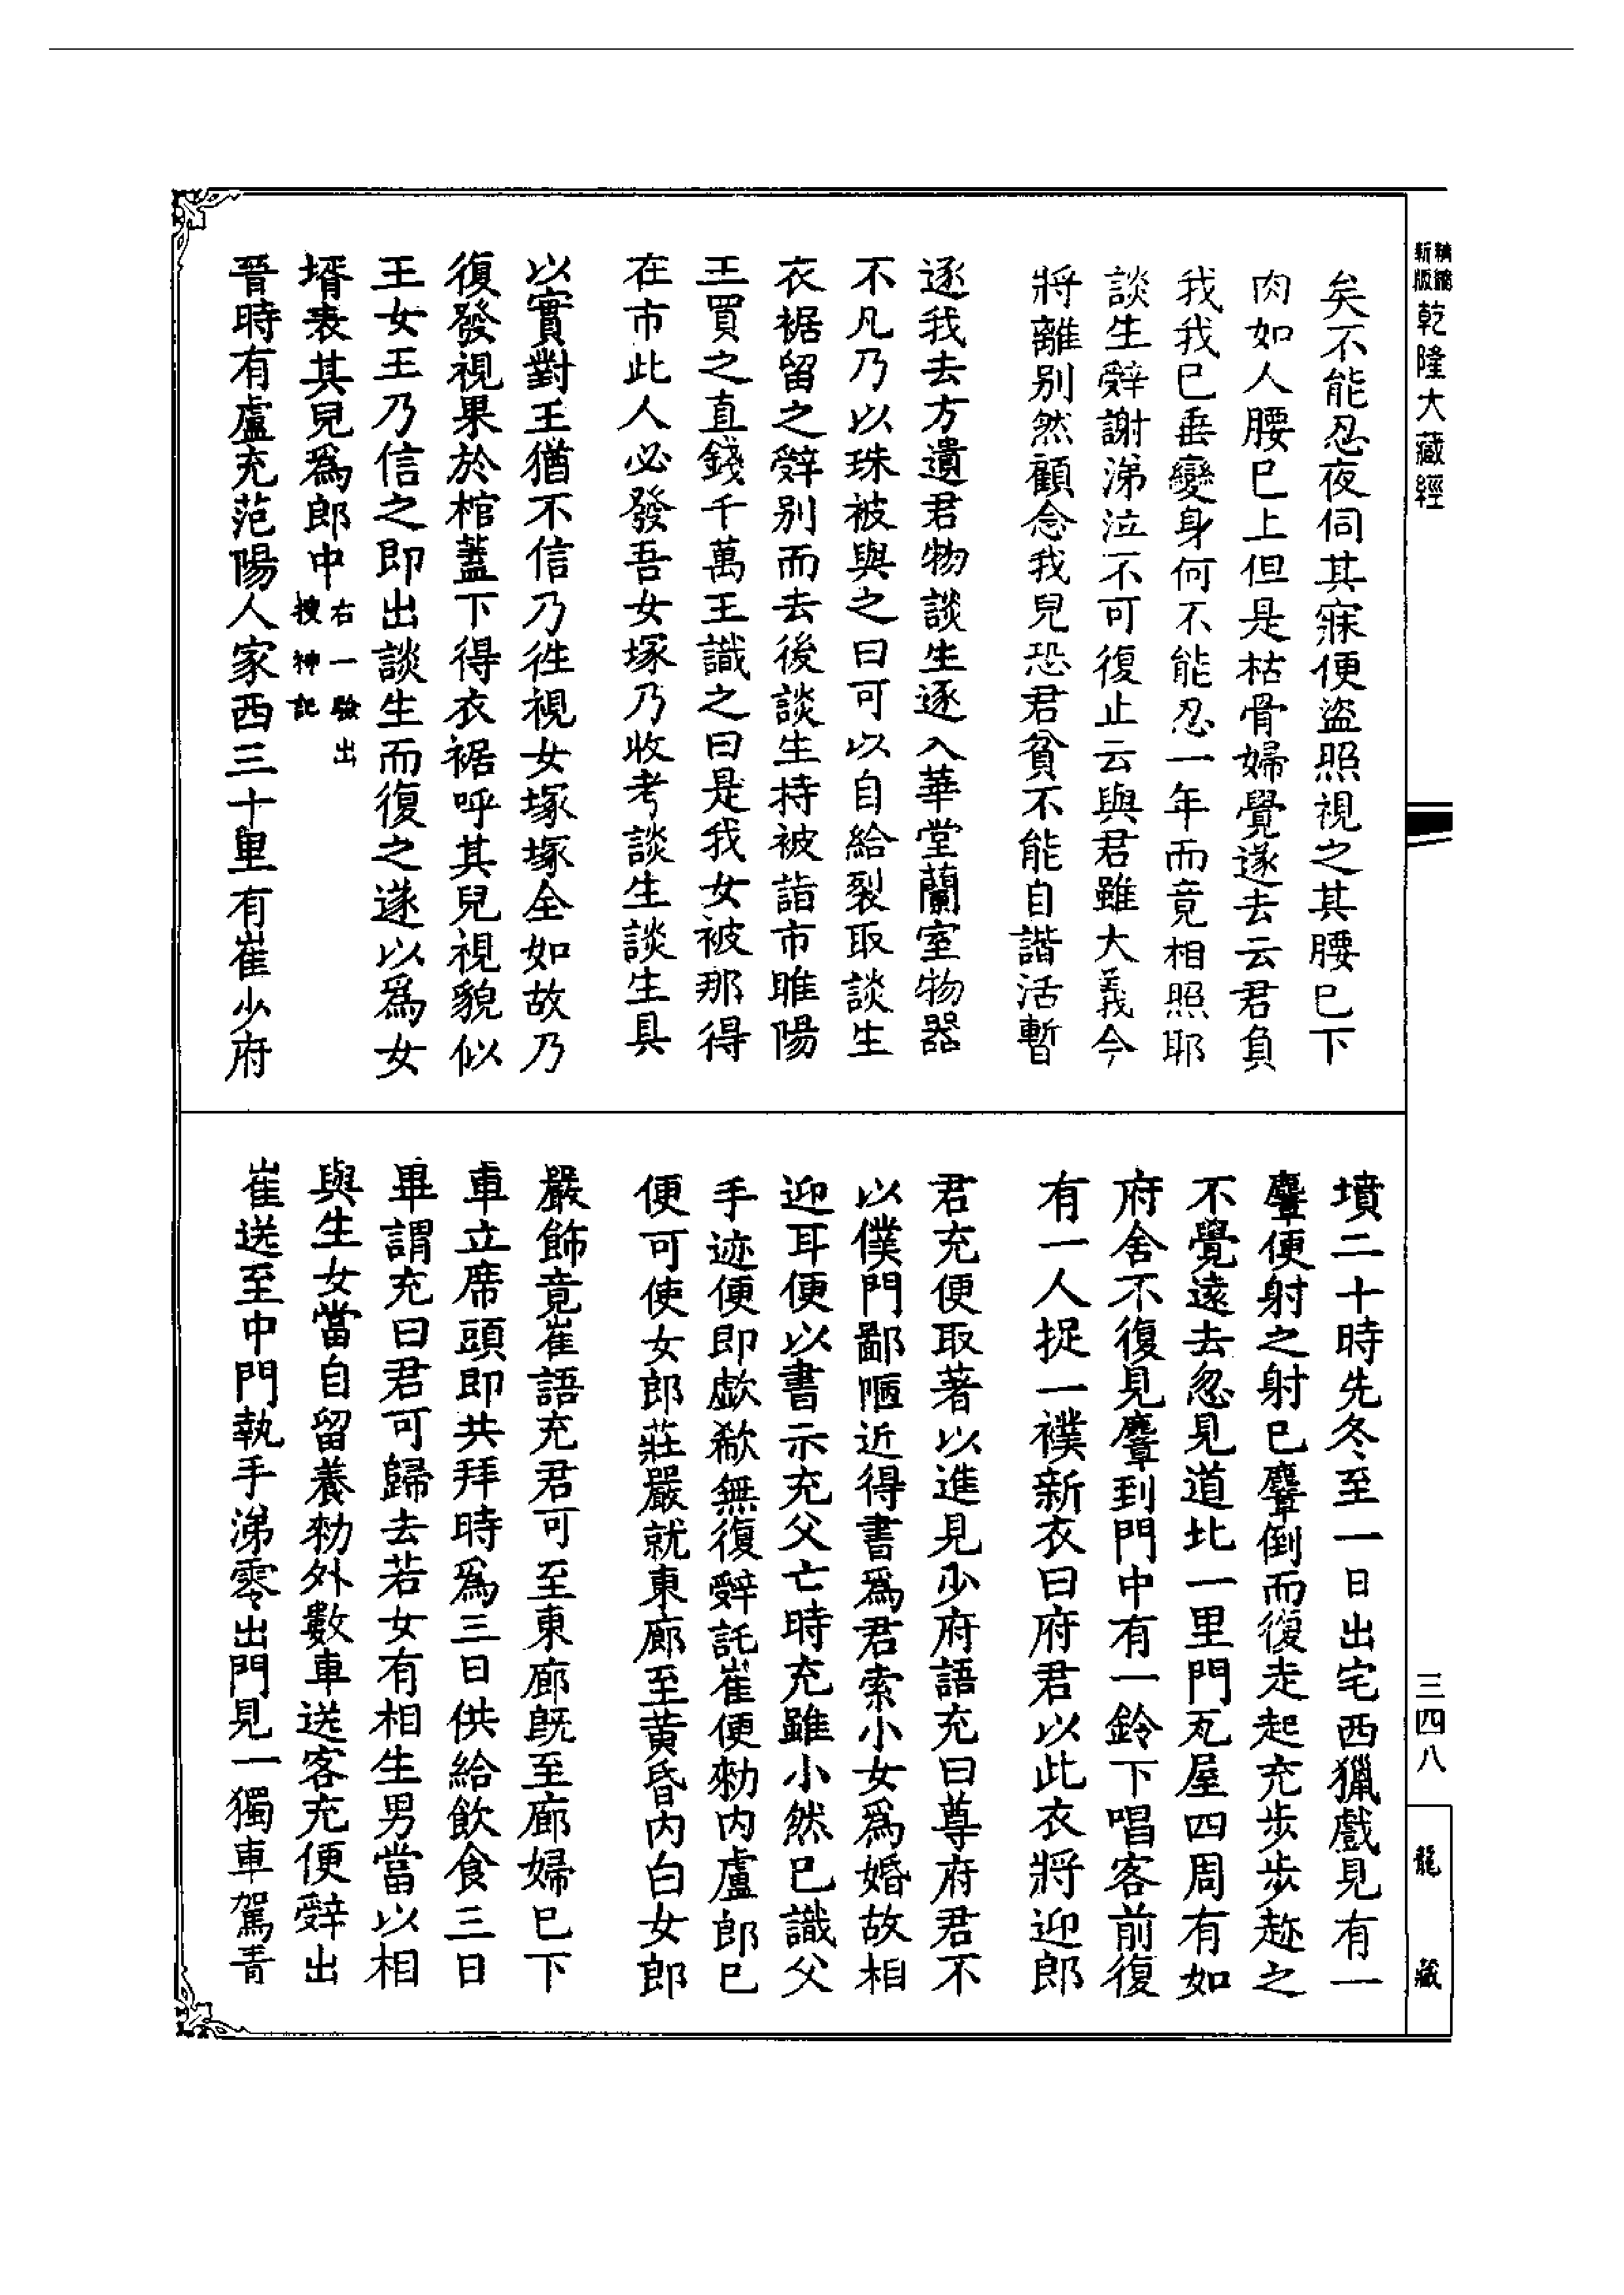 精縮新版乾隆大藏經
矣不能忍夜伺其寐便盜照視之其腰已下
肉如人腰已上但是枯骨婦覺遂去云君負
我我已垂變身何不能忍一年而竟相照耶
談生辤謝涕泣不可復止云與君雖大義今
將離別然顧念我兒恐君貧不能自諧活暫
逐我去方遺君物談生逐入華堂蘭室物器
不凡乃以珠被與之曰可以自給裂取談生
衣裾留之辤別而去後談生持被詣市睢陽
王買之直錢千萬王識之曰是我女被那得
在市此人必發吾女塚乃收考談生談生具
以實對王猶不信乃徃視女塚塚全如故乃
復發視果於棺蓋下得衣裾呼其兒視貌似
王女王乃信之即出談生而復之遂以爲女
壻表其兒爲郎中右一驗出搜神記
晉時有盧充范陽人家西三十里有崔少府
墳二十時先冬至一日出宅西獵戲見有一
麞便射之射已麞倒而復走起充步步趂之
不覺遠去忽見道北一里門瓦屋四周有如
府舍不復見麞到門中有一鈴下唱客前復
有一人捉一襆新衣曰府君以此衣將迎郎
君充便取著以進見少府語充曰尊府君不
以僕門鄙陋近得書爲君索小女爲婚故相
迎耳便以書示充父亡時充雖小然已識父
手迹便即歔欷無復辤託崔便勑內盧郎已
便可使女郎莊嚴就東廊至黃昏內白女郎
嚴飾竟崔語充君可至東廊旣至廊婦已下
車立席頭即共拜時爲三日供給飲食三日
畢謂充曰君可歸去若女有相生男當以相
與生女當自留養勑外數車送客充便辤出
崔送至中門執手涕零出門見一獨車駕青
三四八
龍藏